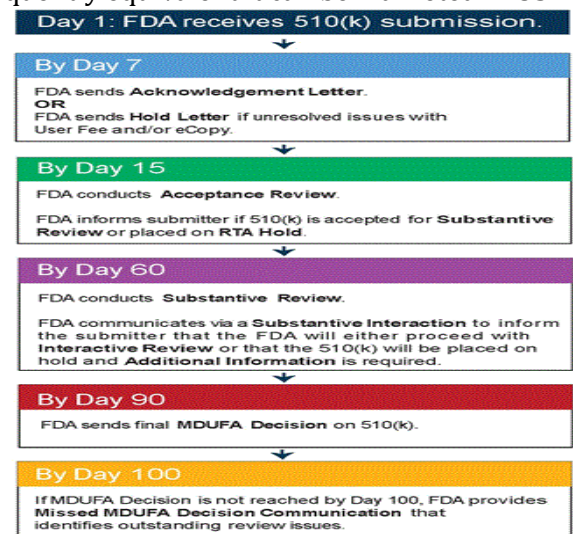 Day 1: FDA receives 510(k) submission.
By Day 7
FDA sends Acknowledgement Letter.
OR
FDA sends Hold Letter if unresolved issues with
User Fee and/or eCopy.
By Day 15
FDA conducts Acceptance Review.
FDA informs submitter if 510(k) is accepted for Substantive
Review or placed on RTA Hold.
By Day 60
FDA conducts Substantive Review.
FDA communicates via a Substantive Interaction to inform
the submitter that the FDA will either proceed with
Interactive Review or that the 510(k) will be placed on
hold and Additional Information is required.
By Day 90
FDA sends final MDUFA Decision on 510(k).
By Day 100
If MDUFA Decision is not reached by Day 100, FDA provides
Missed MDUFA Decision Communication that
identifies outstanding review issues.